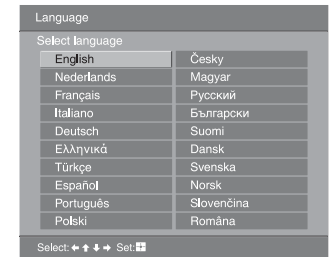 Language
Select language
English Česky
Nederlands Magyar
Français Русский
Italiano Български
Deutsch Suomi
Ελληνικά Dansk
Türkçe Svenska
Español Norsk
Português Slovenčina
Polski Româna
Select: ← ↑ ↓ → Set: